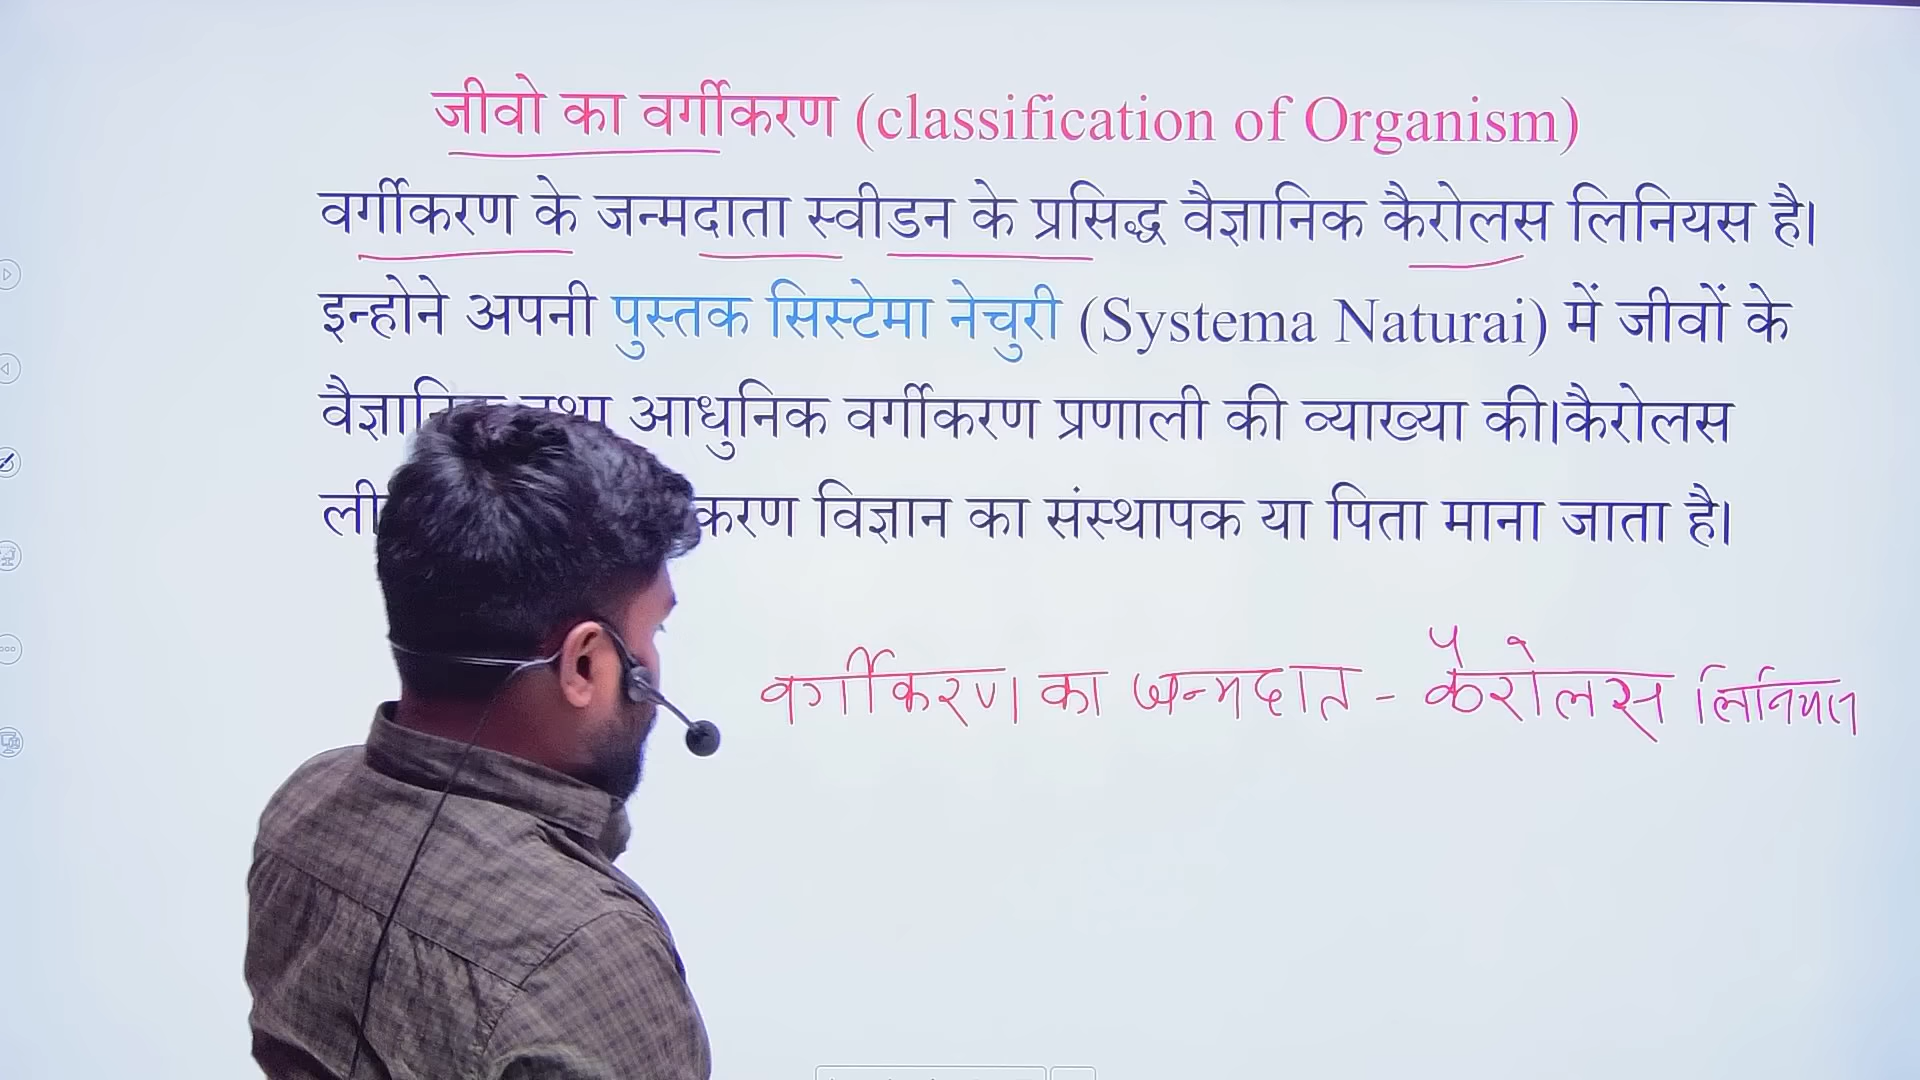 जीवो का वर्गीकरण (classification of Organism)
वर्गीकरण के जन्मदाता स्वीडन के प्रसिद्ध वैज्ञानिक कैरोलस लिनियस है।
इन्होने अपनी पुस्तक सिस्टेमा नेचुरी (Systema Naturai) में जीवों के
आधुनिक वर्गीकरण प्रणाली की व्याख्या की।कैरोलस
करण विज्ञान का संस्थापक या पिता माना जाता है।
वर्गीकरण का जन्मदात - कैरोलस लिनियस